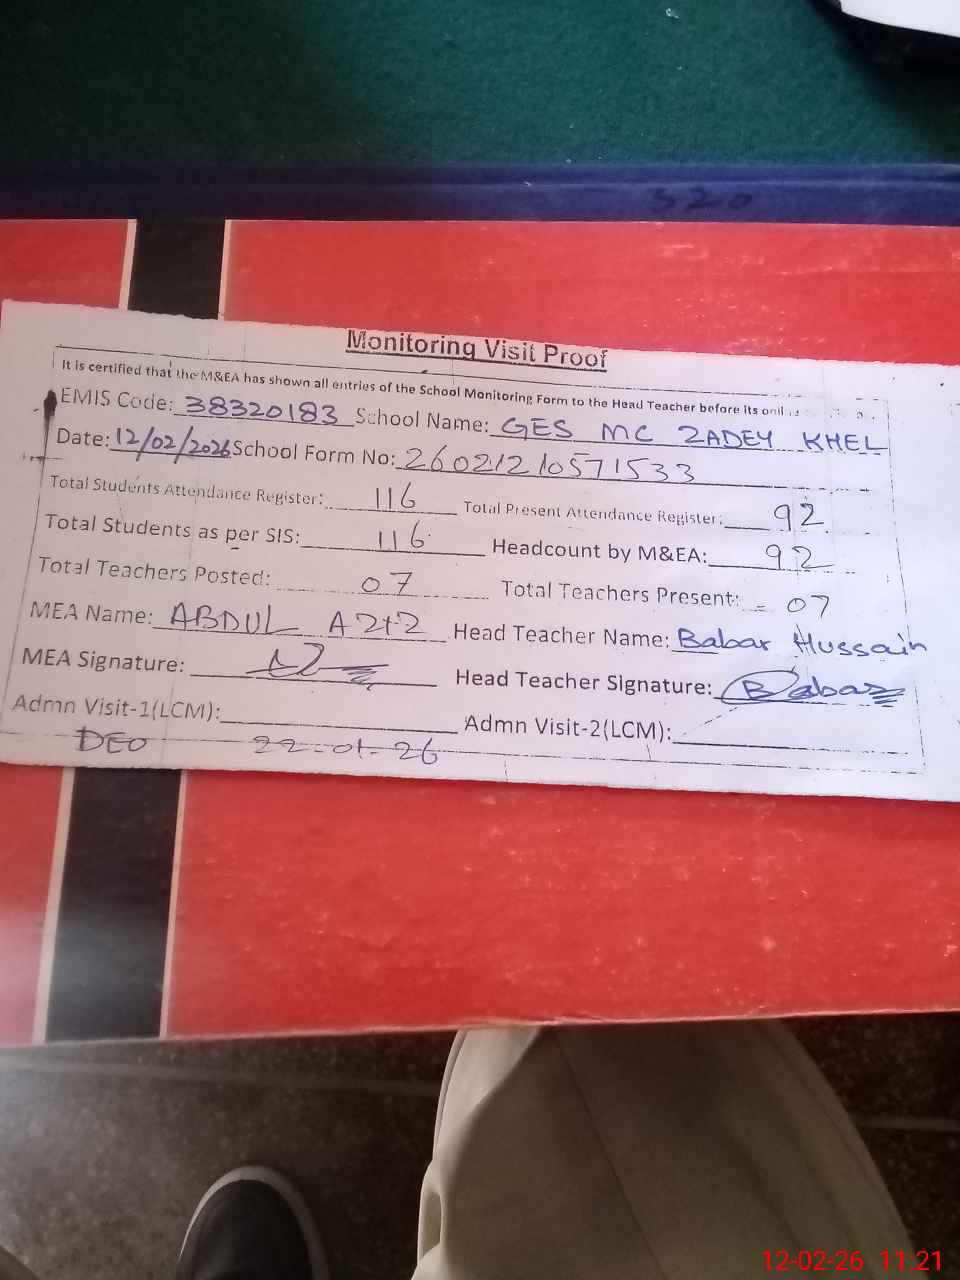 520
Monitoring Visit Proof
It is certified that the M&EA has shown all entries of the School Monitoring Form to the Head Teacher before its
EMIS Code: 38320183 School Name: GES MC ZADEY KHEL
Date: 12/02/2026 School Form No: 26021210571533
Total Students Attendance Register: 116 Total Present Attendance Register: 92
Total Students as per SIS: 116 Headcount by M&EA: 92
Total Teachers Posted: 07 Total Teachers Present: 07
MEA Name: ABDUL AZIZ Head Teacher Name: Babar Hussain
MEA Signature: Head Teacher Signature: Babar
Admn Visit-1(LCM): Admn Visit-2(LCM):
DEO 22-01-26
12-02-26 11:21